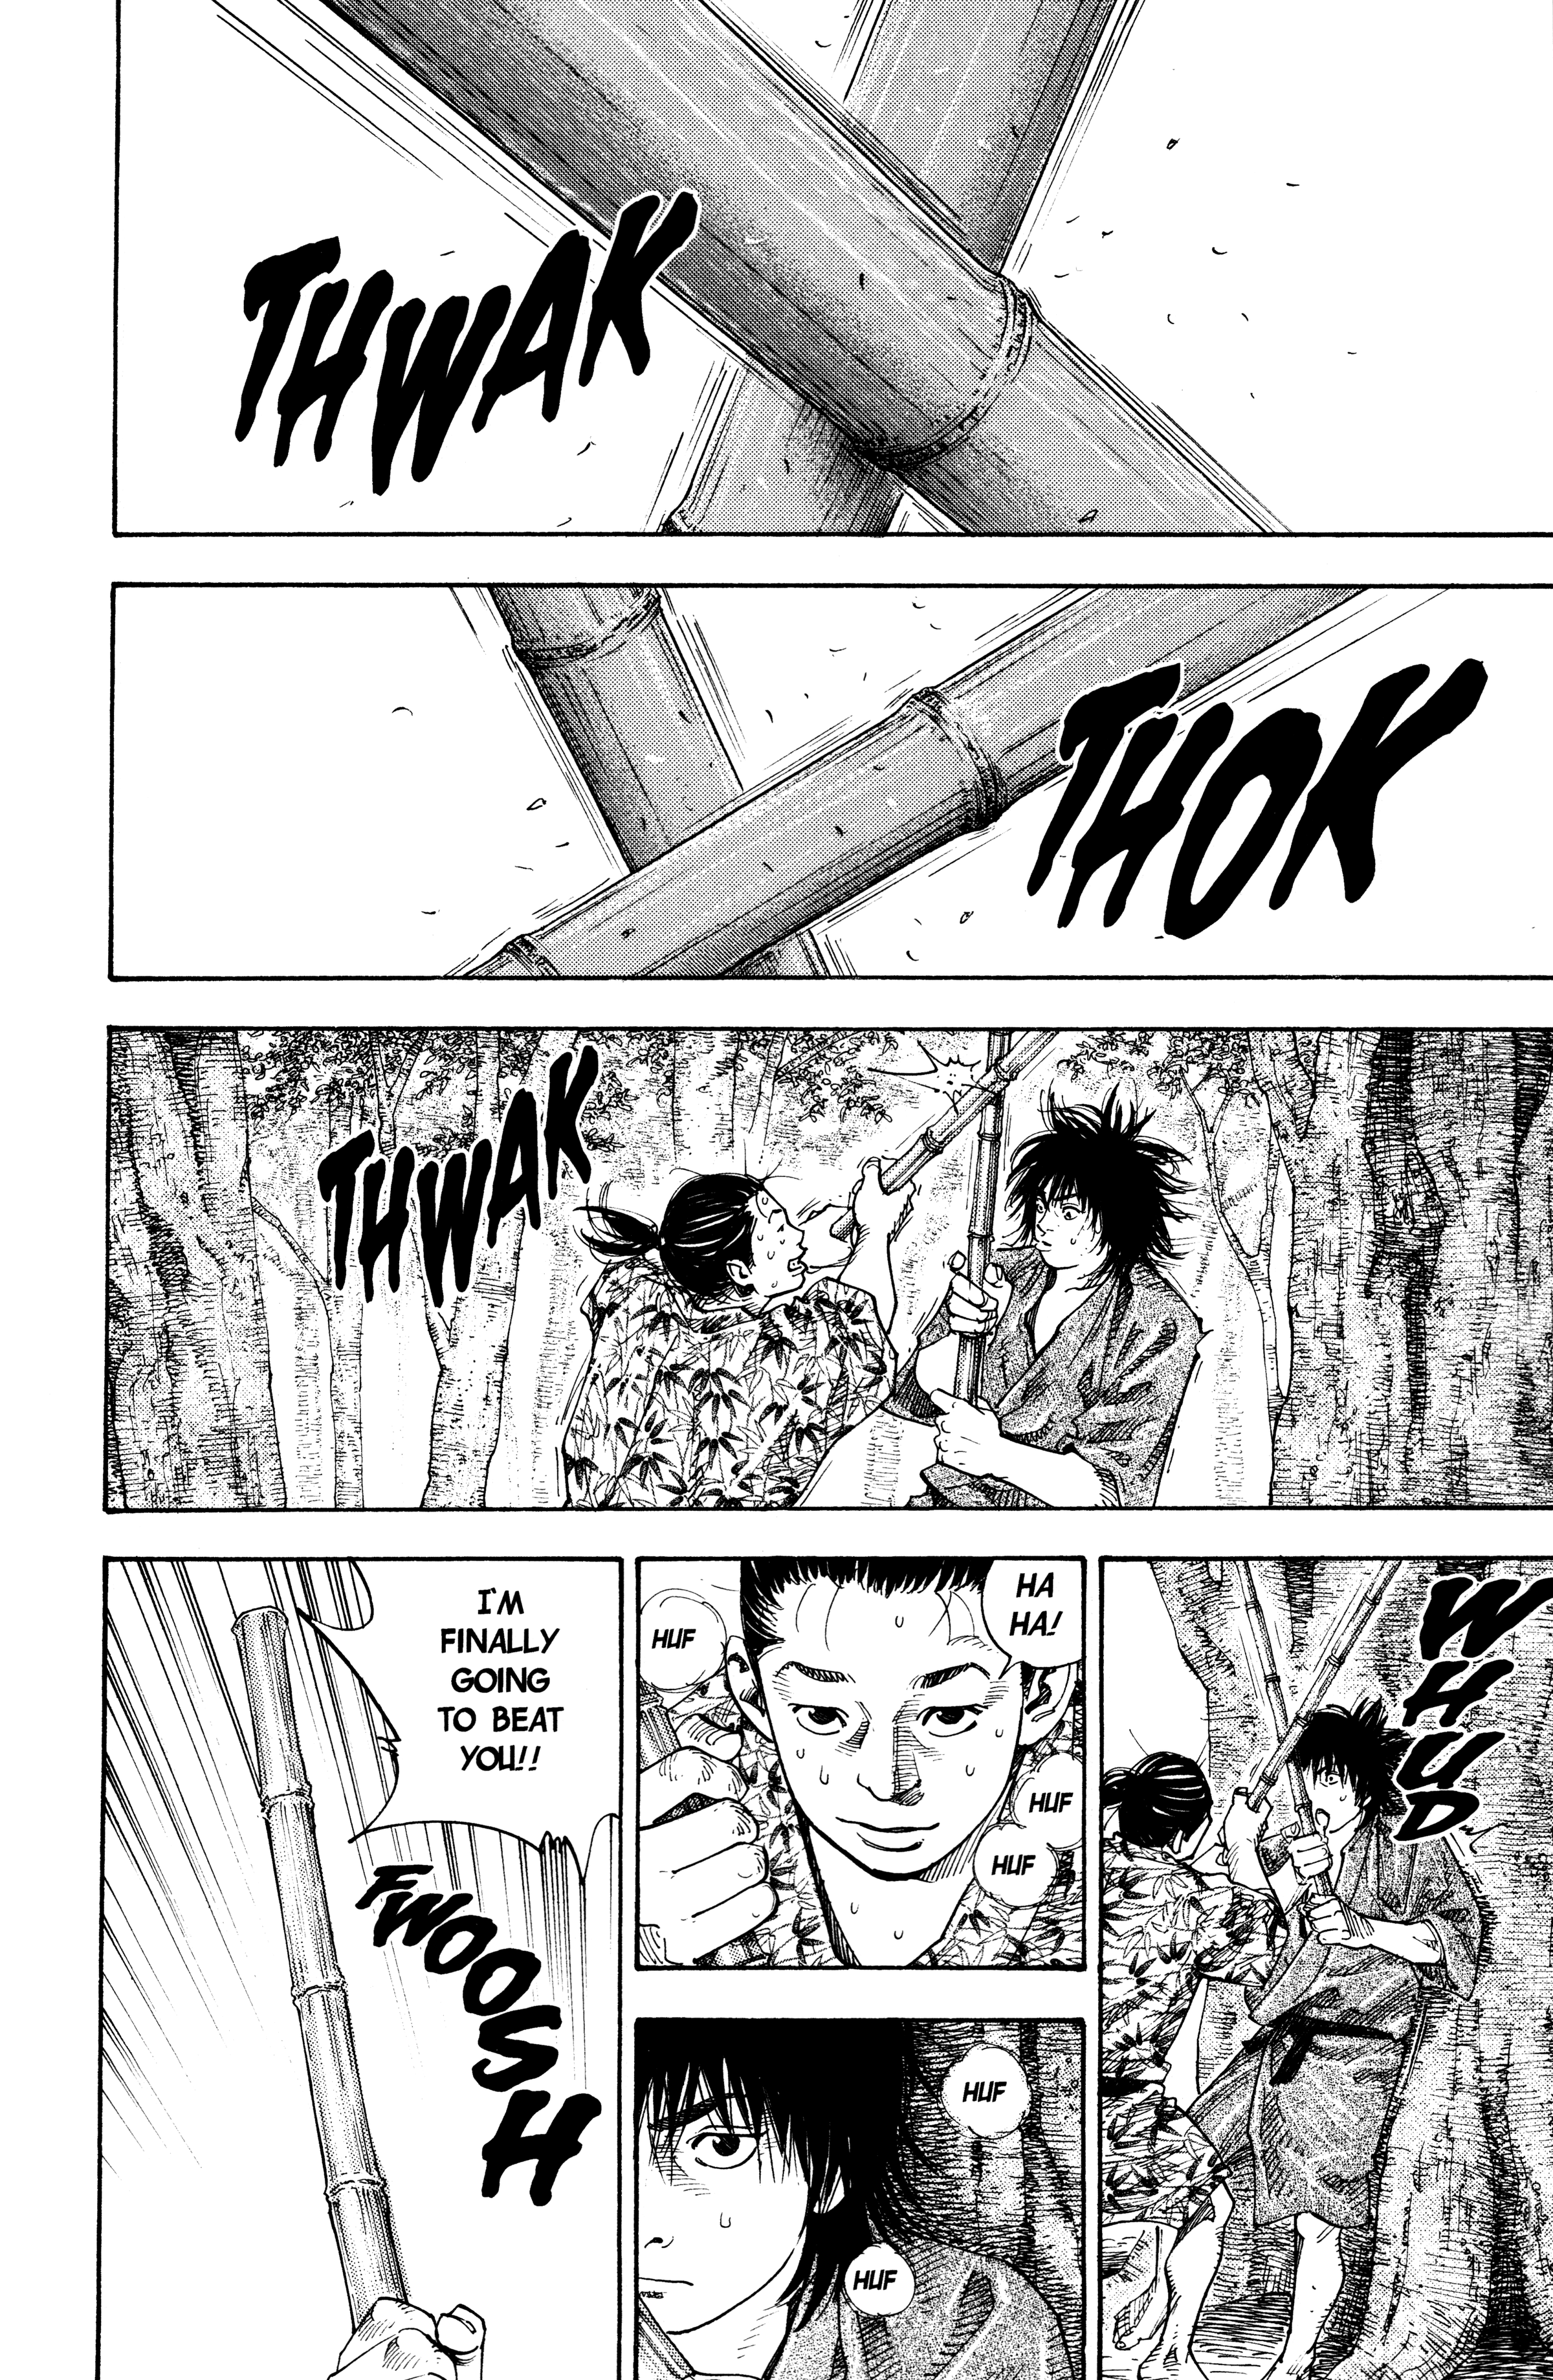 THWAK
THOK
THWAK
WHUD
HA
HA!
HUF
HUF
HUF
HUF
HUF
I'M
FINALLY
GOING
TO BEAT
YOU!!
FWOOSH